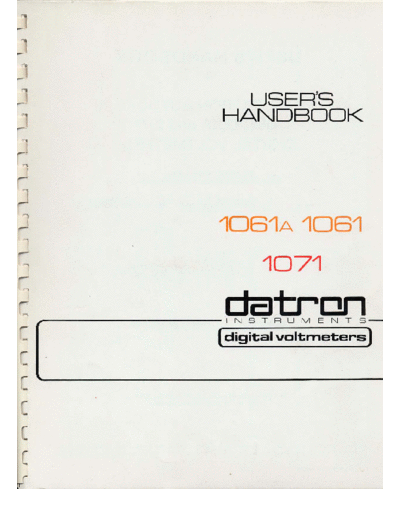 USER'S
HANDBOOK
1061A 1061
1071
datron
INSTRUMENTS
digital voltmeters